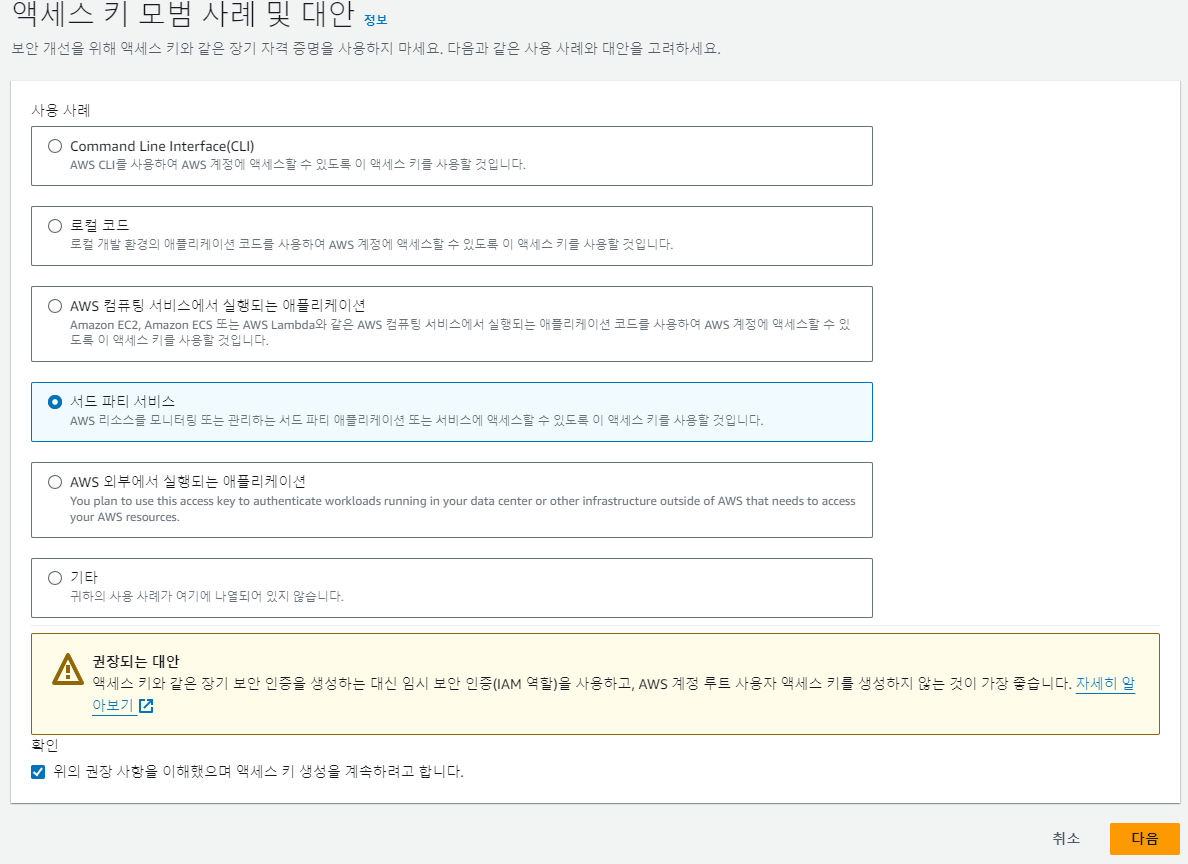 액세스 키 모범 사례 및 대안 정보
보안 개선을 위해 액세스 키와 같은 장기 자격 증명을 사용하지 마세요. 다음과 같은 사용 사례와 대안을 고려하세요.
사용 사례
Command Line Interface(CLI)
AWS CLI를 사용하여 AWS 계정에 액세스할 수 있도록 이 액세스 키를 사용할 것입니다.
로컬 코드
로컬 개발 환경의 애플리케이션 코드를 사용하여 AWS 계정에 액세스할 수 있도록 이 액세스 키를 사용할 것입니다.
AWS 컴퓨팅 서비스에서 실행되는 애플리케이션
Amazon EC2, Amazon ECS 또는 AWS Lambda와 같은 AWS 컴퓨팅 서비스에서 실행되는 애플리케이션 코드를 사용하여 AWS 계정에 액세스할 수 있
도록 이 액세스 키를 사용할 것입니다.
서드 파티 서비스
AWS 리소스를 모니터링 또는 관리하는 서드 파티 애플리케이션 또는 서비스에 액세스할 수 있도록 이 액세스 키를 사용할 것입니다.
AWS 외부에서 실행되는 애플리케이션
You plan to use this access key to authenticate workloads running in your data center or other infrastructure outside of AWS that needs to access
your AWS resources.
기타
귀하의 사용 사례가 여기에 나열되어 있지 않습니다.
권장되는 대안
액세스 키와 같은 장기 보안 인증을 생성하는 대신 임시 보안 인증(IAM 역할)을 사용하고, AWS 계정 루트 사용자 액세스 키를 생성하지 않는 것이 가장 좋습니다. 자세히 알
아보기
확인
위의 권장 사항을 이해했으며 액세스 키 생성을 계속하려고 합니다.
취소 다음